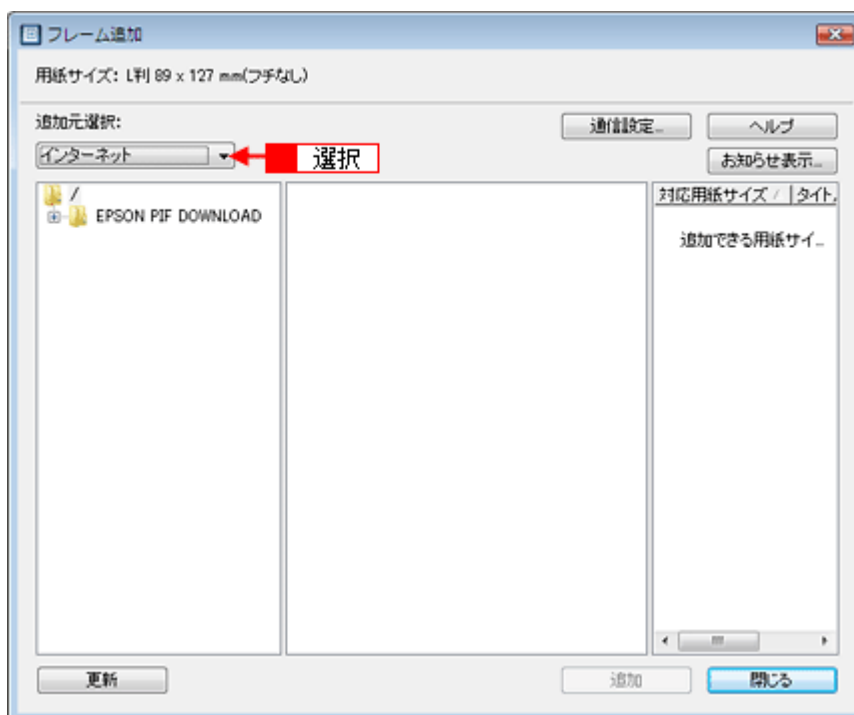 フレーム追加
用紙サイズ: L判 89 x 127 mm(フチなし)
追加元選択:
通信設定...
ヘルプ
インターネット
選択
お知らせ表示...
/
EPSON PIF DOWNLOAD
対応用紙サイズ / タイト
追加できる用紙サイ...
更新
追加
閉じる